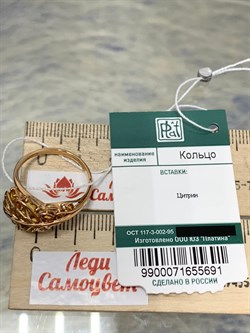 наименование
изделия
Кольцо
ВСТАВКИ:
Цитрин
ОСТ 117-3-002-95
Изготовлено ООО ЮЗ "Платина"
9900071655691
СДЕЛАНО В РОССИИ
Леди
Самоцвет
Леди
Самоцвет